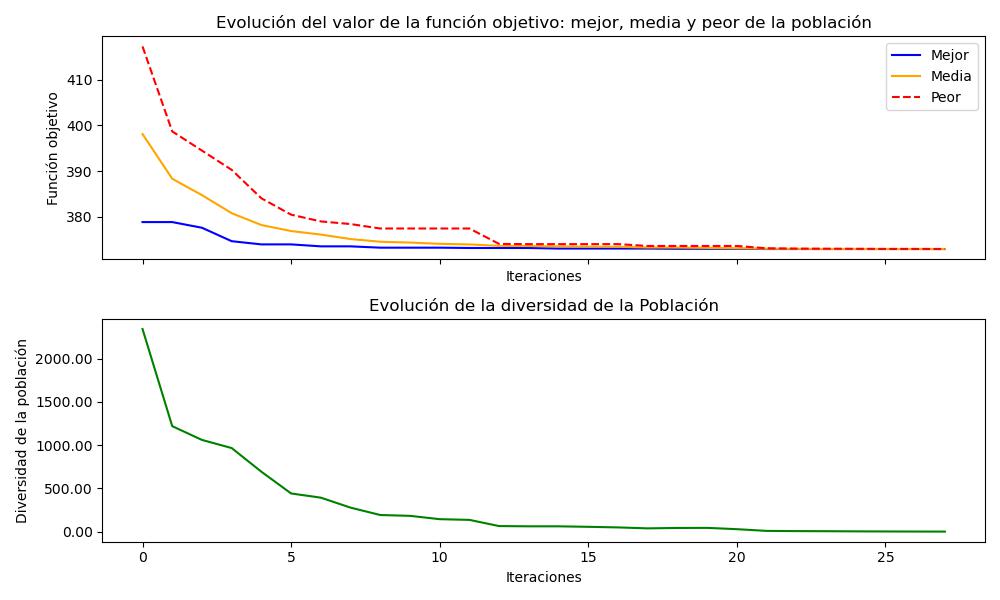 Evolución del valor de la función objetivo: mejor, media y peor de la población
Función objetivo
410
400
390
380
Mejor
Media
Peor
Iteraciones
Evolución de la diversidad de la Población
Diversidad de la población
2000.00
1500.00
1000.00
500.00
0.00
0 5 10 15 20 25
Iteraciones